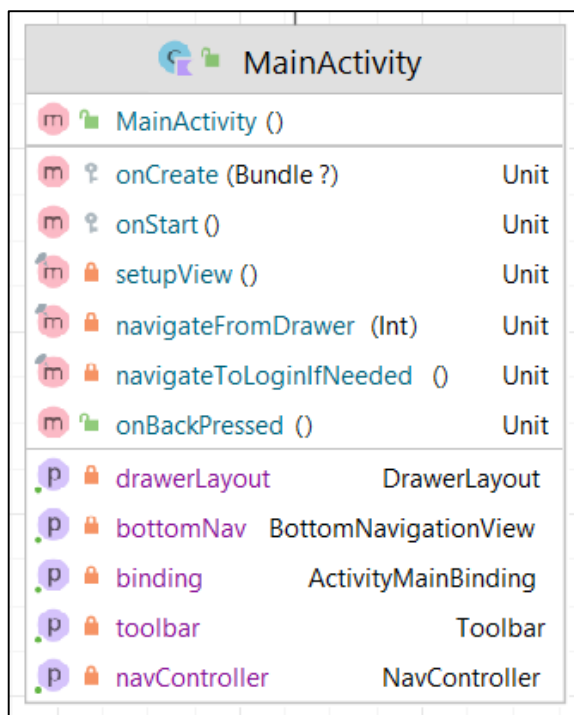 MainActivity
m MainActivity ()
m onCreate (Bundle ?) Unit
m onStart () Unit
m setupView () Unit
m navigateFromDrawer (Int) Unit
m navigateToLoginIfNeeded () Unit
m onBackPressed () Unit
p drawerLayout DrawerLayout
p bottomNav BottomNavigationView
p binding ActivityMainBinding
p toolbar Toolbar
p navController NavController